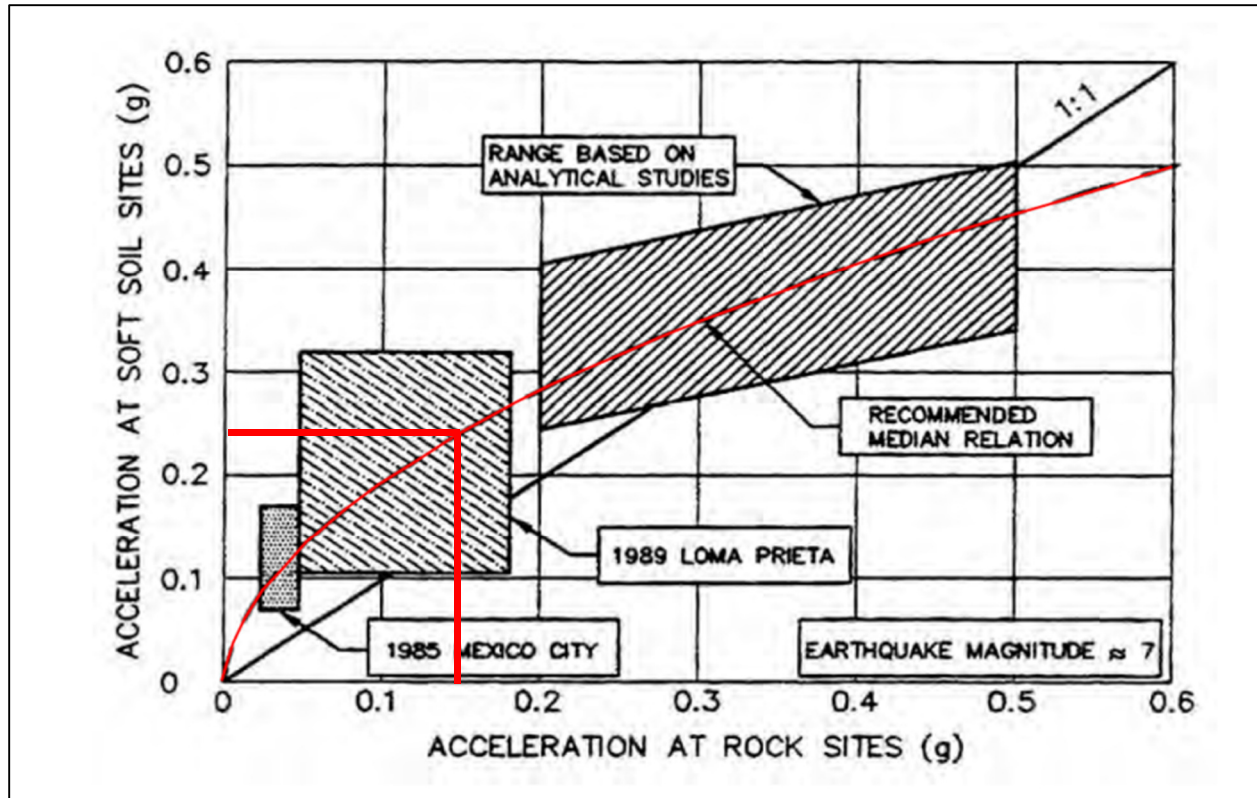 ACCELERATION AT SOFT SOIL SITES (g)
0.6
0.5
0.4
0.3
0.2
0.1
0
1:1
RANGE BASED ON
ANALYTICAL STUDIES
RECOMMENDED
MEDIAN RELATION
1989 LOMA PRIETA
1985 MEXICO CITY
EARTHQUAKE MAGNITUDE ≈ 7
0
0.1
0.2
0.3
0.4
0.5
0.6
ACCELERATION AT ROCK SITES (g)